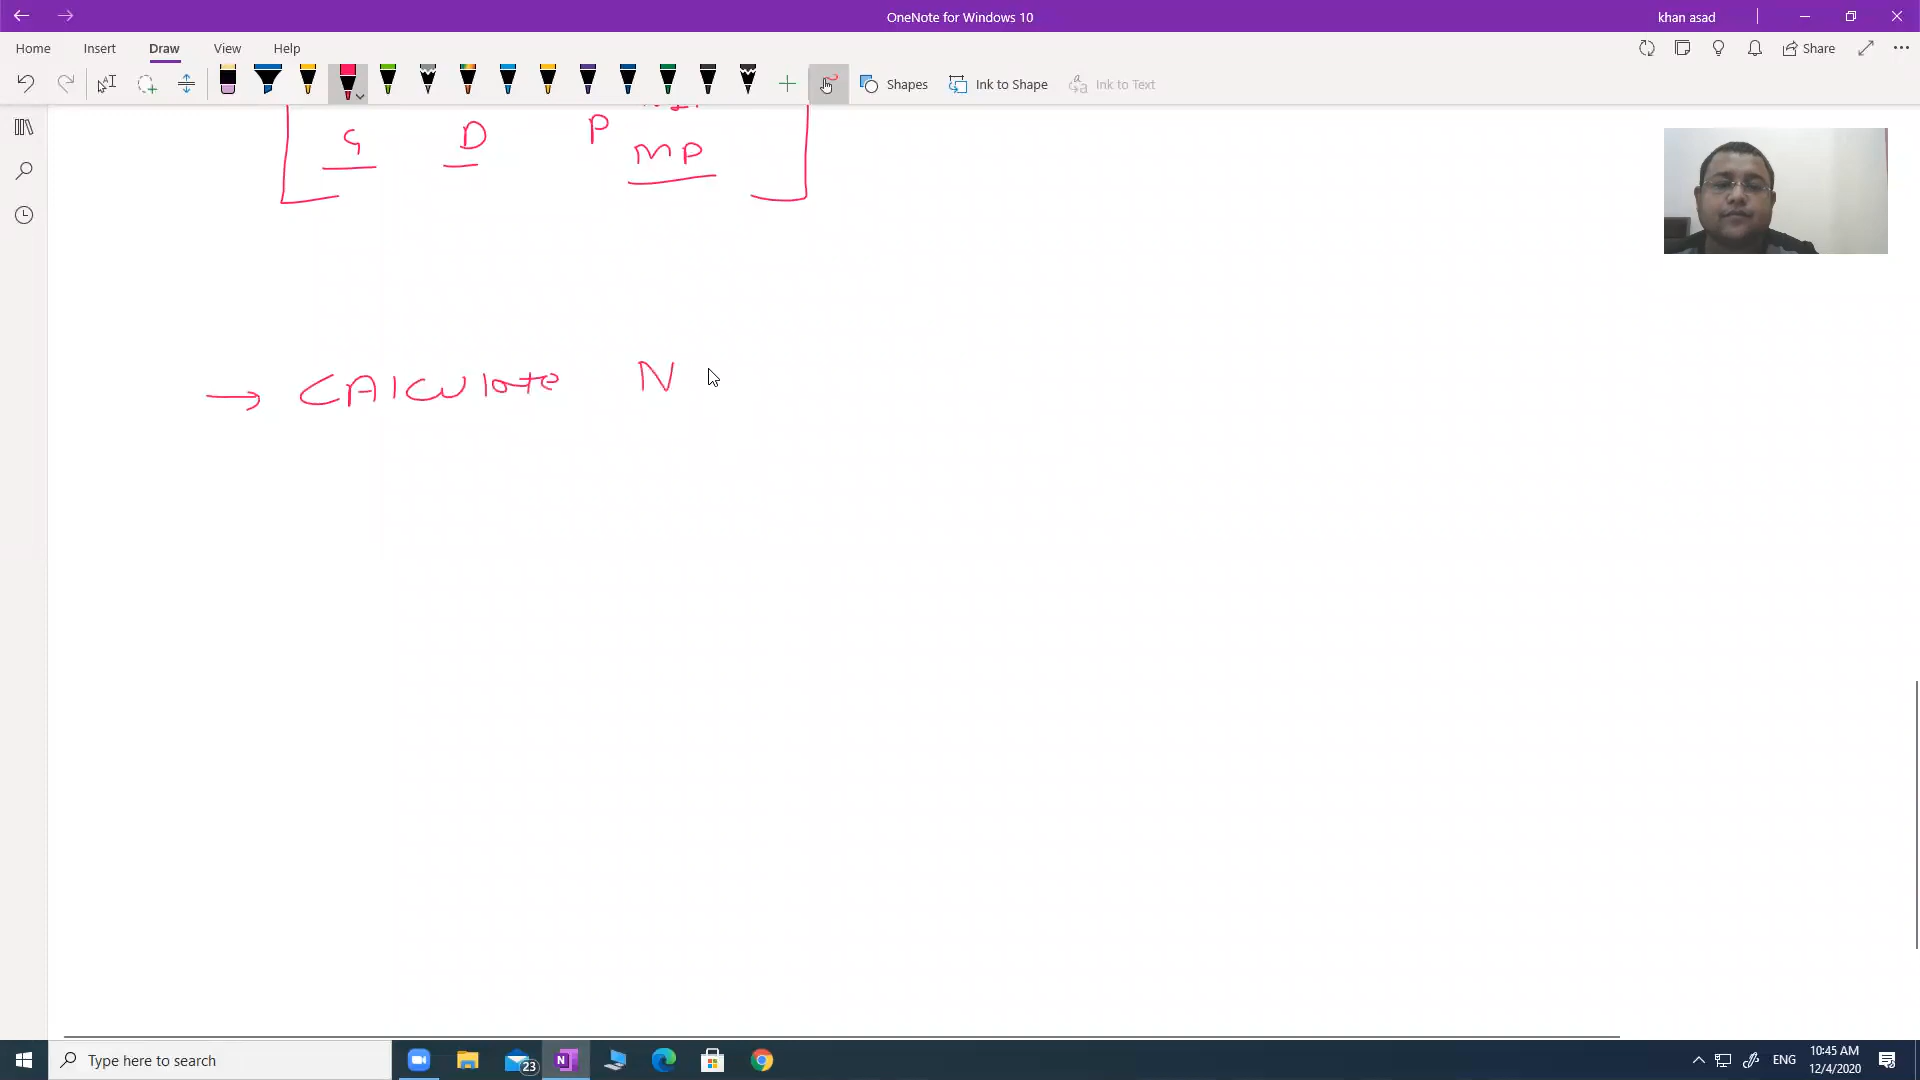 OneNote for Windows 10
khan asad
Home Insert Draw View Help
Share
Shapes Ink to Shape Ink to Text
G D P
MP
→ CAlCulate N
Type here to search
23
ENG
10:45 AM
12/4/2020